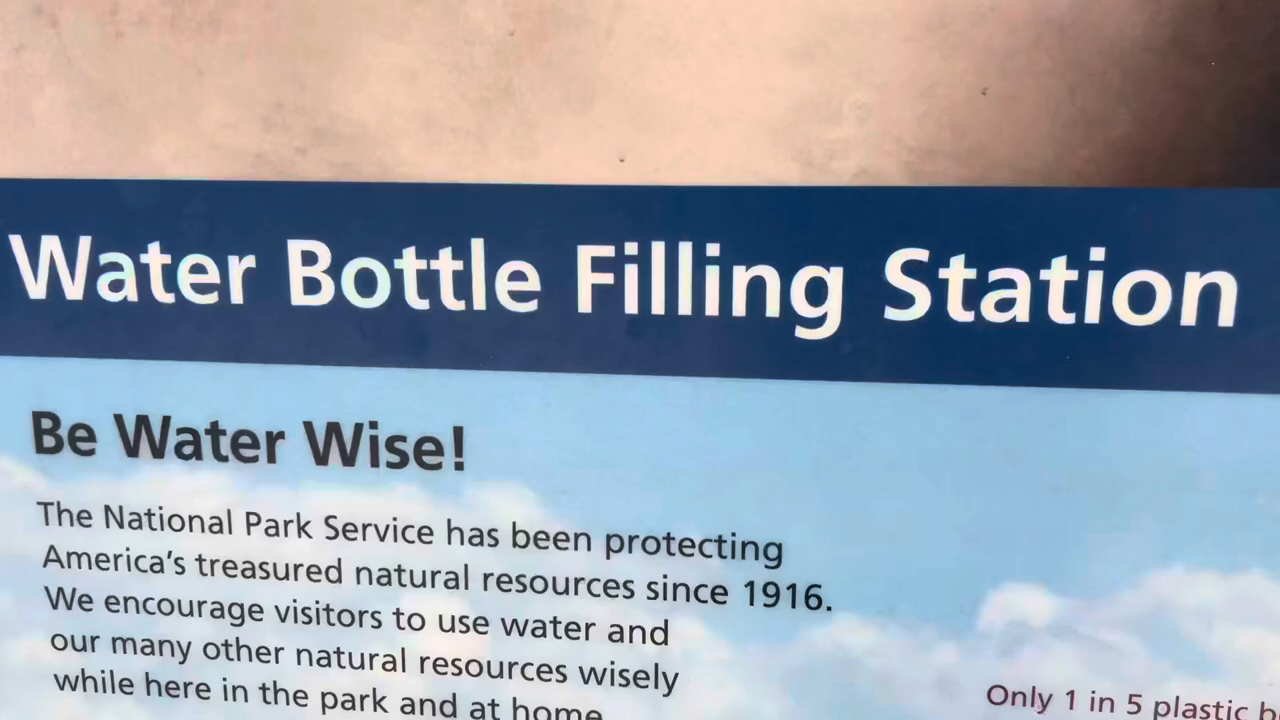 Water Bottle Filling Station
Be Water Wise!
The National Park Service has been protecting
America's treasured natural resources since 1916.
We encourage visitors to use water and
our many other natural resources wisely
while here in the park and at home
Only 1 in 5 plastic